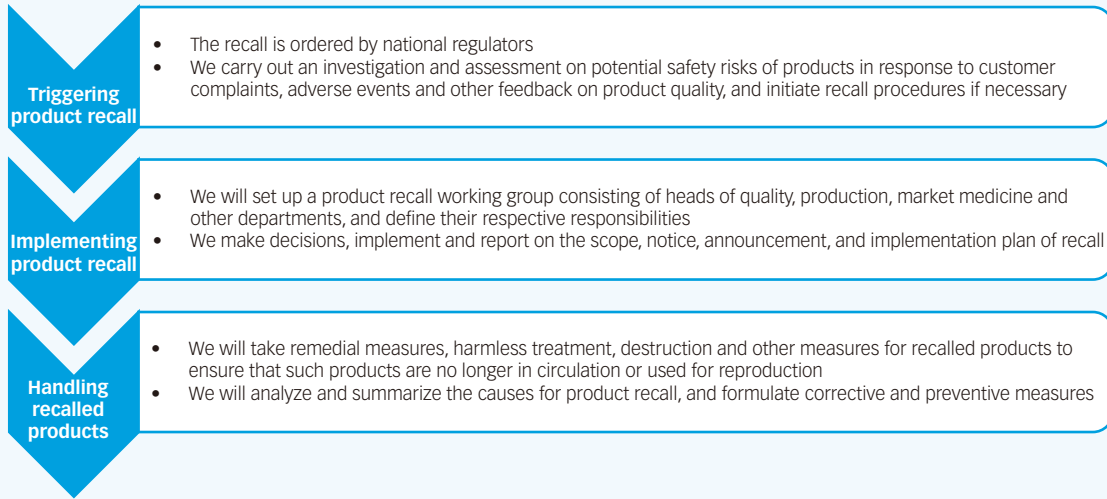 Triggering
product recall
• The recall is ordered by national regulators
• We carry out an investigation and assessment on potential safety risks of products in response to customer
complaints, adverse events and other feedback on product quality, and initiate recall procedures if necessary
Implementing
product recall
• We will set up a product recall working group consisting of heads of quality, production, market medicine and
other departments, and define their respective responsibilities
• We make decisions, implement and report on the scope, notice, announcement, and implementation plan of recall
Handling
recalled
products
• We will take remedial measures, harmless treatment, destruction and other measures for recalled products to
ensure that such products are no longer in circulation or used for reproduction
• We will analyze and summarize the causes for product recall, and formulate corrective and preventive measures